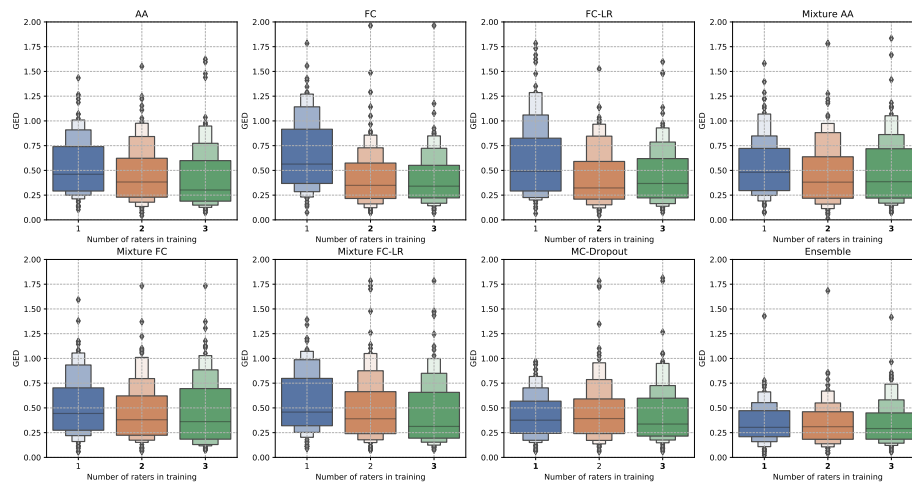 AA
FC
FC-LR
Mixture AA
2.00
1.75
1.50
1.25
1.00
0.75
0.50
0.25
0.00
GED
1 2 3
Number of raters in training
2.00
1.75
1.50
1.25
1.00
0.75
0.50
0.25
0.00
GED
1 2 3
Number of raters in training
2.00
1.75
1.50
1.25
1.00
0.75
0.50
0.25
0.00
GED
1 2 3
Number of raters in training
2.00
1.75
1.50
1.25
1.00
0.75
0.50
0.25
0.00
GED
1 2 3
Number of raters in training
Mixture FC
Mixture FC-LR
MC-Dropout
Ensemble
2.00
1.75
1.50
1.25
1.00
0.75
0.50
0.25
0.00
GED
1 2 3
Number of raters in training
2.00
1.75
1.50
1.25
1.00
0.75
0.50
0.25
0.00
GED
1 2 3
Number of raters in training
2.00
1.75
1.50
1.25
1.00
0.75
0.50
0.25
0.00
GED
1 2 3
Number of raters in training
2.00
1.75
1.50
1.25
1.00
0.75
0.50
0.25
0.00
GED
1 2 3
Number of raters in training